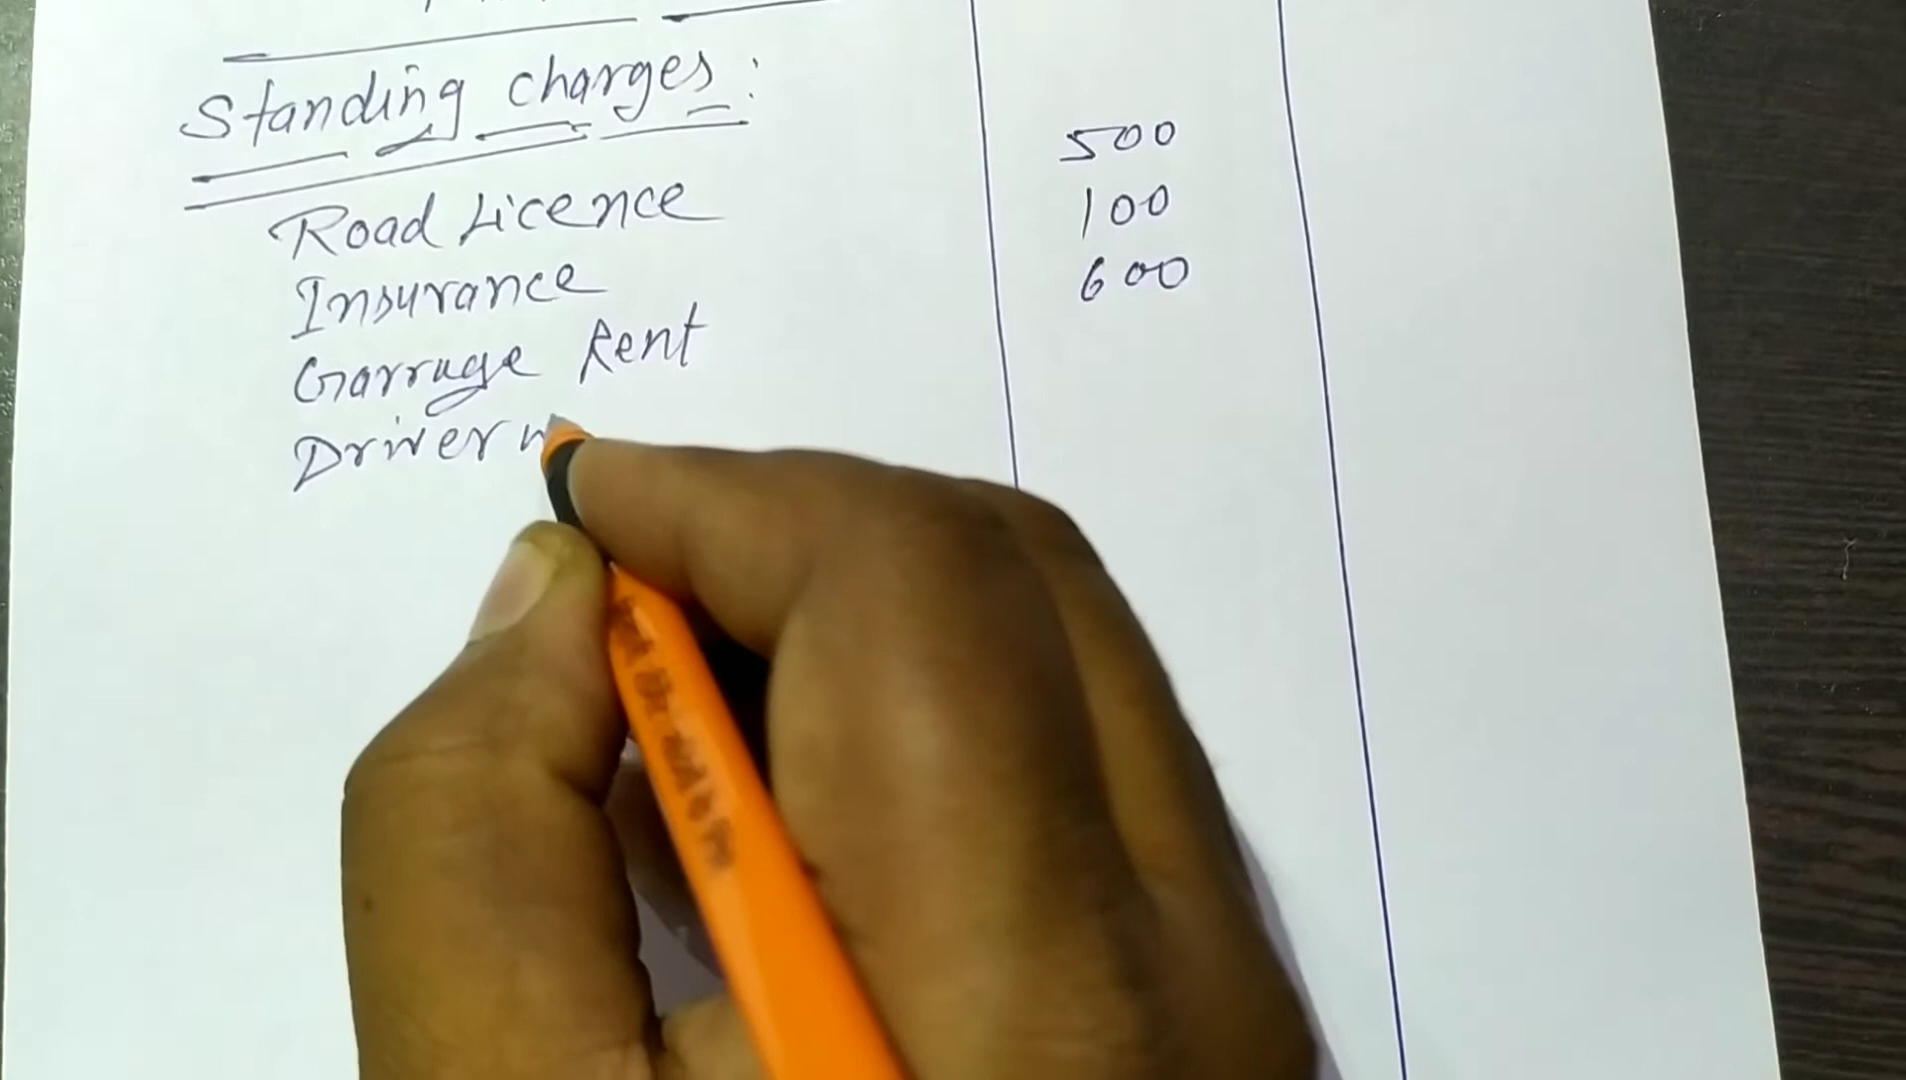 Standing charges:
Road Licence 500
Insurance 100
Garrage Rent 600
Driver w